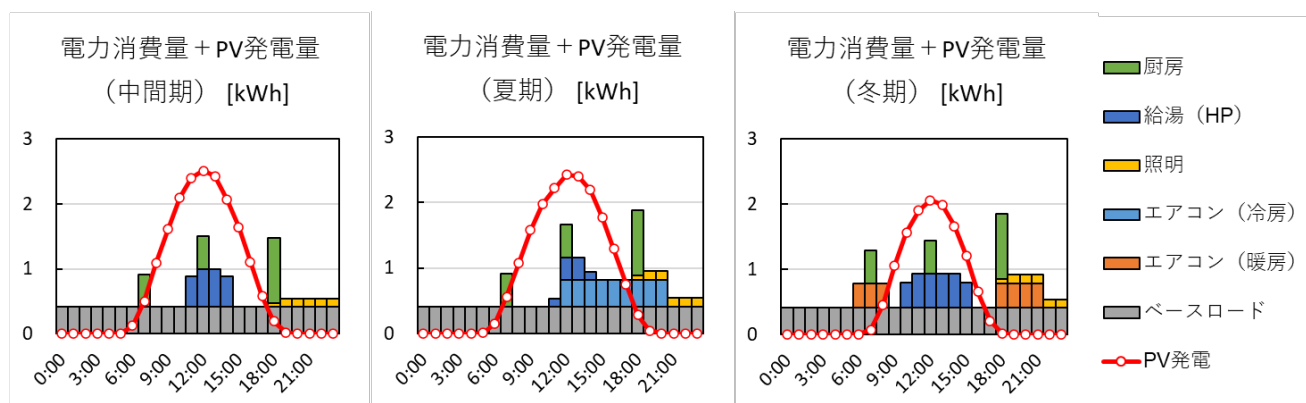 電力消費量＋PV発電量
（中間期） [kWh]
3
2
1
0
0:00
3:00
6:00
9:00
12:00
15:00
18:00
21:00
電力消費量＋PV発電量
（夏期） [kWh]
3
2
1
0
0:00
3:00
6:00
9:00
12:00
15:00
18:00
21:00
電力消費量＋PV発電量
（冬期） [kWh]
3
2
1
0
0:00
3:00
6:00
9:00
12:00
15:00
18:00
21:00
厨房
給湯（HP）
照明
エアコン（冷房）
エアコン（暖房）
ベースロード
PV発電